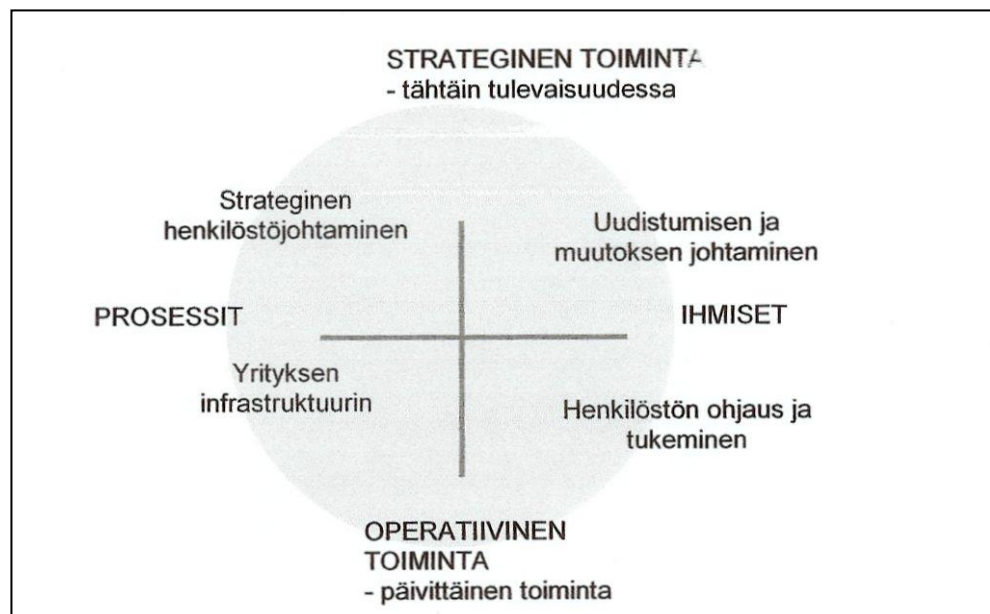 STRATEGINEN TOIMINTA
- tähtäin tulevaisuudessa
Strateginen
henkilöstöjohtaminen
Uudistumisen ja
muutoksen johtaminen
PROSESSIT
IHMISET
Yrityksen
infrastruktuurin
Henkilöstön ohjaus ja
tukeminen
OPERATIIVINEN
TOIMINTA
- päivittäinen toiminta